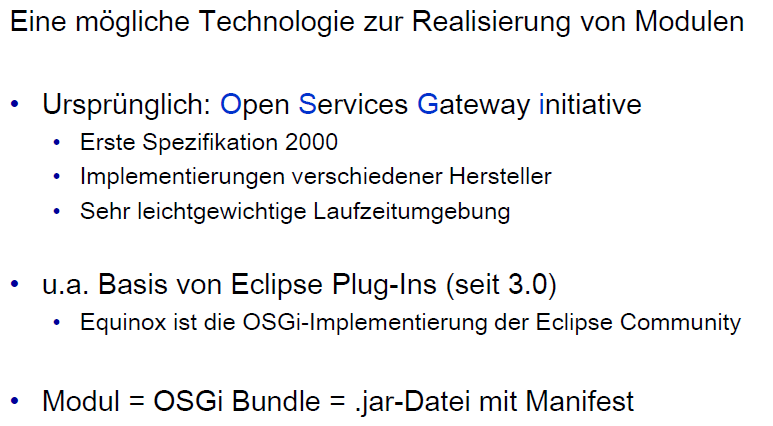 Eine mögliche Technologie zur Realisierung von Modulen
• Ursprünglich: Open Services Gateway initiative
• Erste Spezifikation 2000
• Implementierungen verschiedener Hersteller
• Sehr leichtgewichtige Laufzeitumgebung
• u.a. Basis von Eclipse Plug-Ins (seit 3.0)
• Equinox ist die OSGi-Implementierung der Eclipse Community
• Modul = OSGi Bundle = .jar-Datei mit Manifest